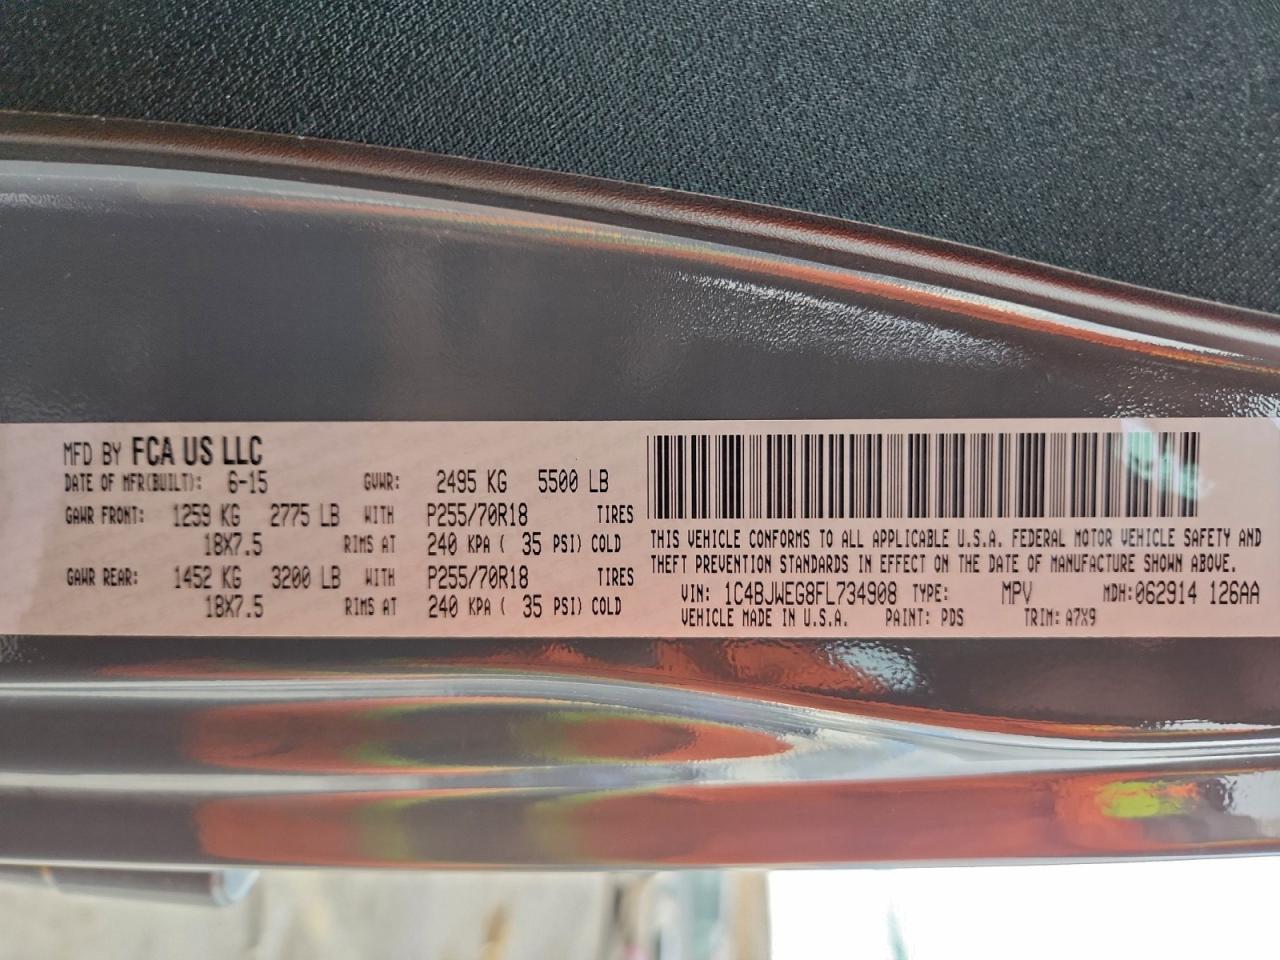 MFD BY FCA US LLC
DATE OF MFR(BUILT): 6-15 GVWR: 2495 KG 5500 LB
GAWR FRONT: 1259 KG 2775 LB WITH P255/70R18 TIRES
18X7.5 RIMS AT 240 KPA ( 35 PSI) COLD
GAWR REAR: 1452 KG 3200 LB WITH P255/70R18 TIRES
18X7.5 RIMS AT 240 KPA ( 35 PSI) COLD
THIS VEHICLE CONFORMS TO ALL APPLICABLE U.S.A. FEDERAL MOTOR VEHICLE SAFETY AND
THEFT PREVENTION STANDARDS IN EFFECT ON THE DATE OF MANUFACTURE SHOWN ABOVE.
VIN: 1C4BJWEG8FL734908 TYPE: MPV MDH:062914 126AA
VEHICLE MADE IN U.S.A. PAINT: PDS TRIM: A7X9